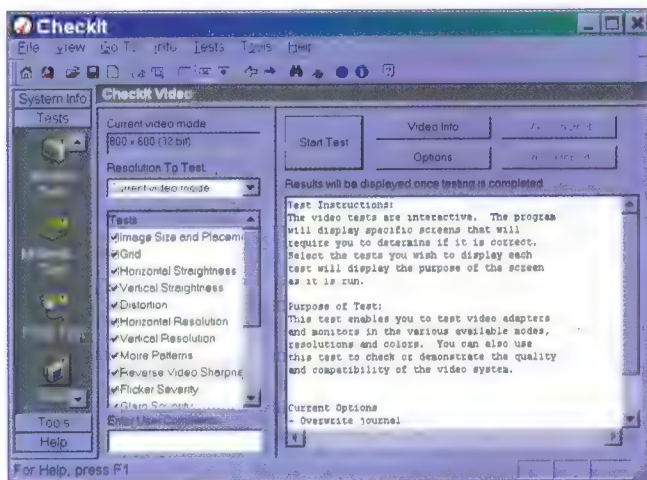 CheckIt
File View Go To Info Tests Tools Help
System Info
CheckIt Video
Tests
Current video mode
800 x 600 (32 bit)
Resolution To Test
Current video mode
Tests
Image Size and Placem
Grid
Horizontal Straightness
Vertical Straightness
Distortion
Horizontal Resolution
Vertical Resolution
Moire Patterns
Reverse Video Sharpne
Flicker Severity
Glare Severity
Enter User
Start Test
Video Info
Options
Results will be displayed once testing is completed
Test Instructions:
The video tests are interactive. The program
will display specific screens that will
require you to determine if it is correct.
Select the tests you wish to display each
test will display the purpose of the screen
as it is run.
Purpose of Test:
This test enables you to test video adapters
and monitors in the various available modes,
resolutions and colors. You can also use
this test to check or demonstrate the quality
and compatibility of the video system.
Current Options
- Overwrite journal
Tools
Help
For Help, press F1